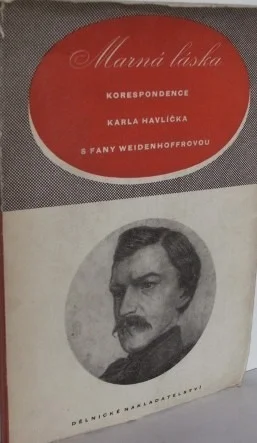 Marná láska
KORESPONDENCE
KARLA HAVLÍČKA
S FANY WEIDENHOFFROVOU
DĚLNICKÉ NAKLADATELSTVÍ